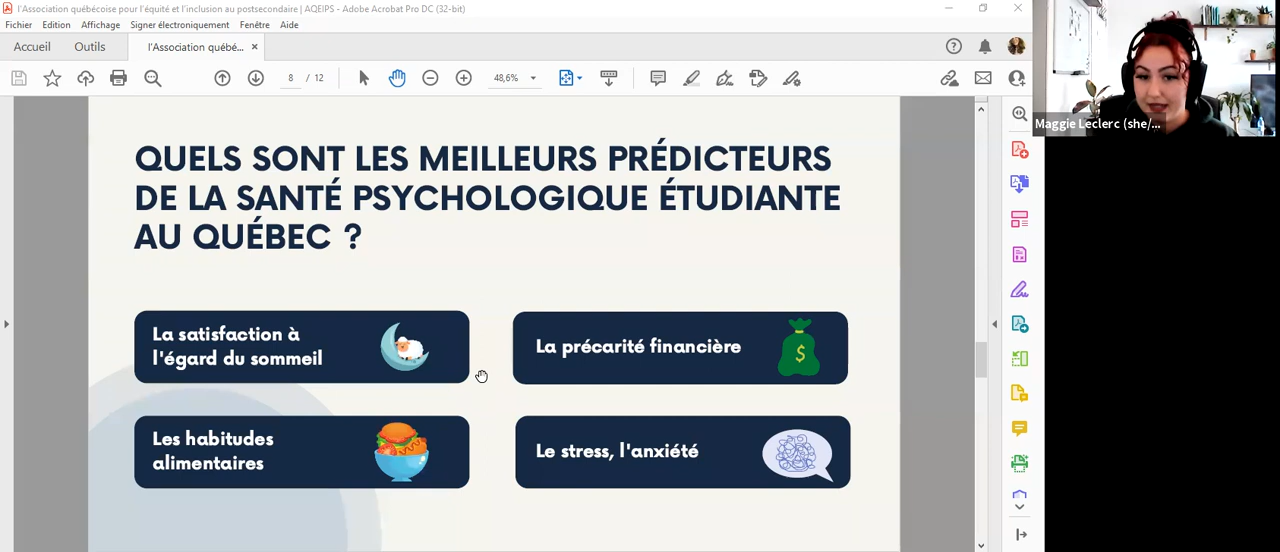 l'Association québécoise pour l'équité et l'inclusion au postsecondaire | AQEIPS - Adobe Acrobat Pro DC (32-bit)
Fichier Edition Affichage Signer électroniquement Fenêtre Aide
Accueil Outils l'Association québé... ×
8 / 12 48,6%
Maggie Leclerc (she/...
QUELS SONT LES MEILLEURS PRÉDICTEURS
DE LA SANTÉ PSYCHOLOGIQUE ÉTUDIANTE
AU QUÉBEC ?
La satisfaction à
l'égard du sommeil
La précarité financière
$
Les habitudes
alimentaires
Le stress, l'anxiété